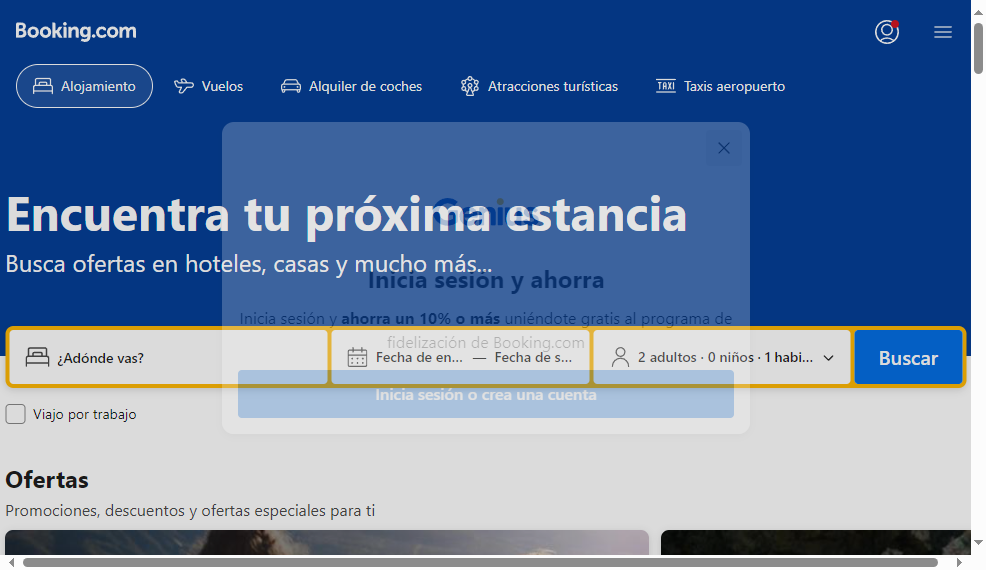 Booking.com
Alojamiento
Vuelos
Alquiler de coches
Atracciones turísticas
TAXI Taxis aeropuerto
Genius
Encuentra tu próxima estancia
Busca ofertas en hoteles, casas y mucho más...
Inicia sesión y ahorra
Inicia sesión y ahorra un 10% o más uniéndote gratis al programa de
fidelización de Booking.com
¿Adónde vas?
Fecha de en... — Fecha de s...
2 adultos · 0 niños · 1 habi...
Buscar
Inicia sesión o crea una cuenta
Viajo por trabajo
Ofertas
Promociones, descuentos y ofertas especiales para ti